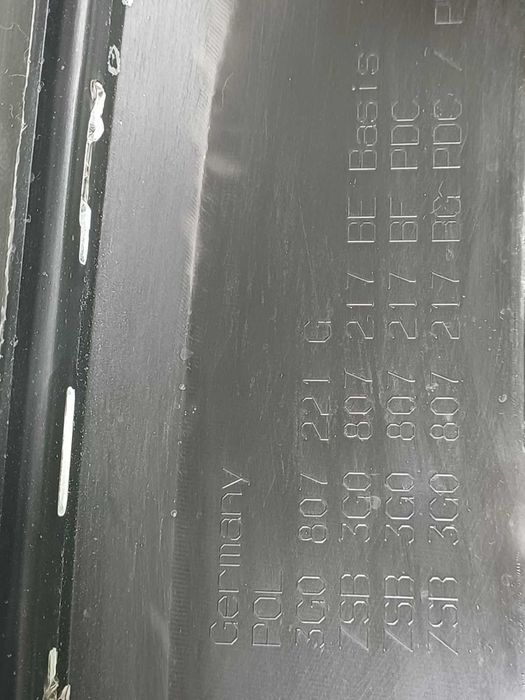 Germany
POL
3G0 807 221 G
ZSB 3G0 807 217 BE Basis
ZSB 3G0 807 217 BF PDC
ZSB 3G0 807 217 BG PDC /